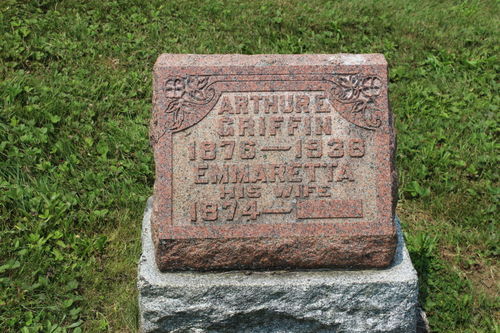 ARTHUR E.
GRIFFIN
1876—1938
EMMARETTA
HIS WIFE
1874—